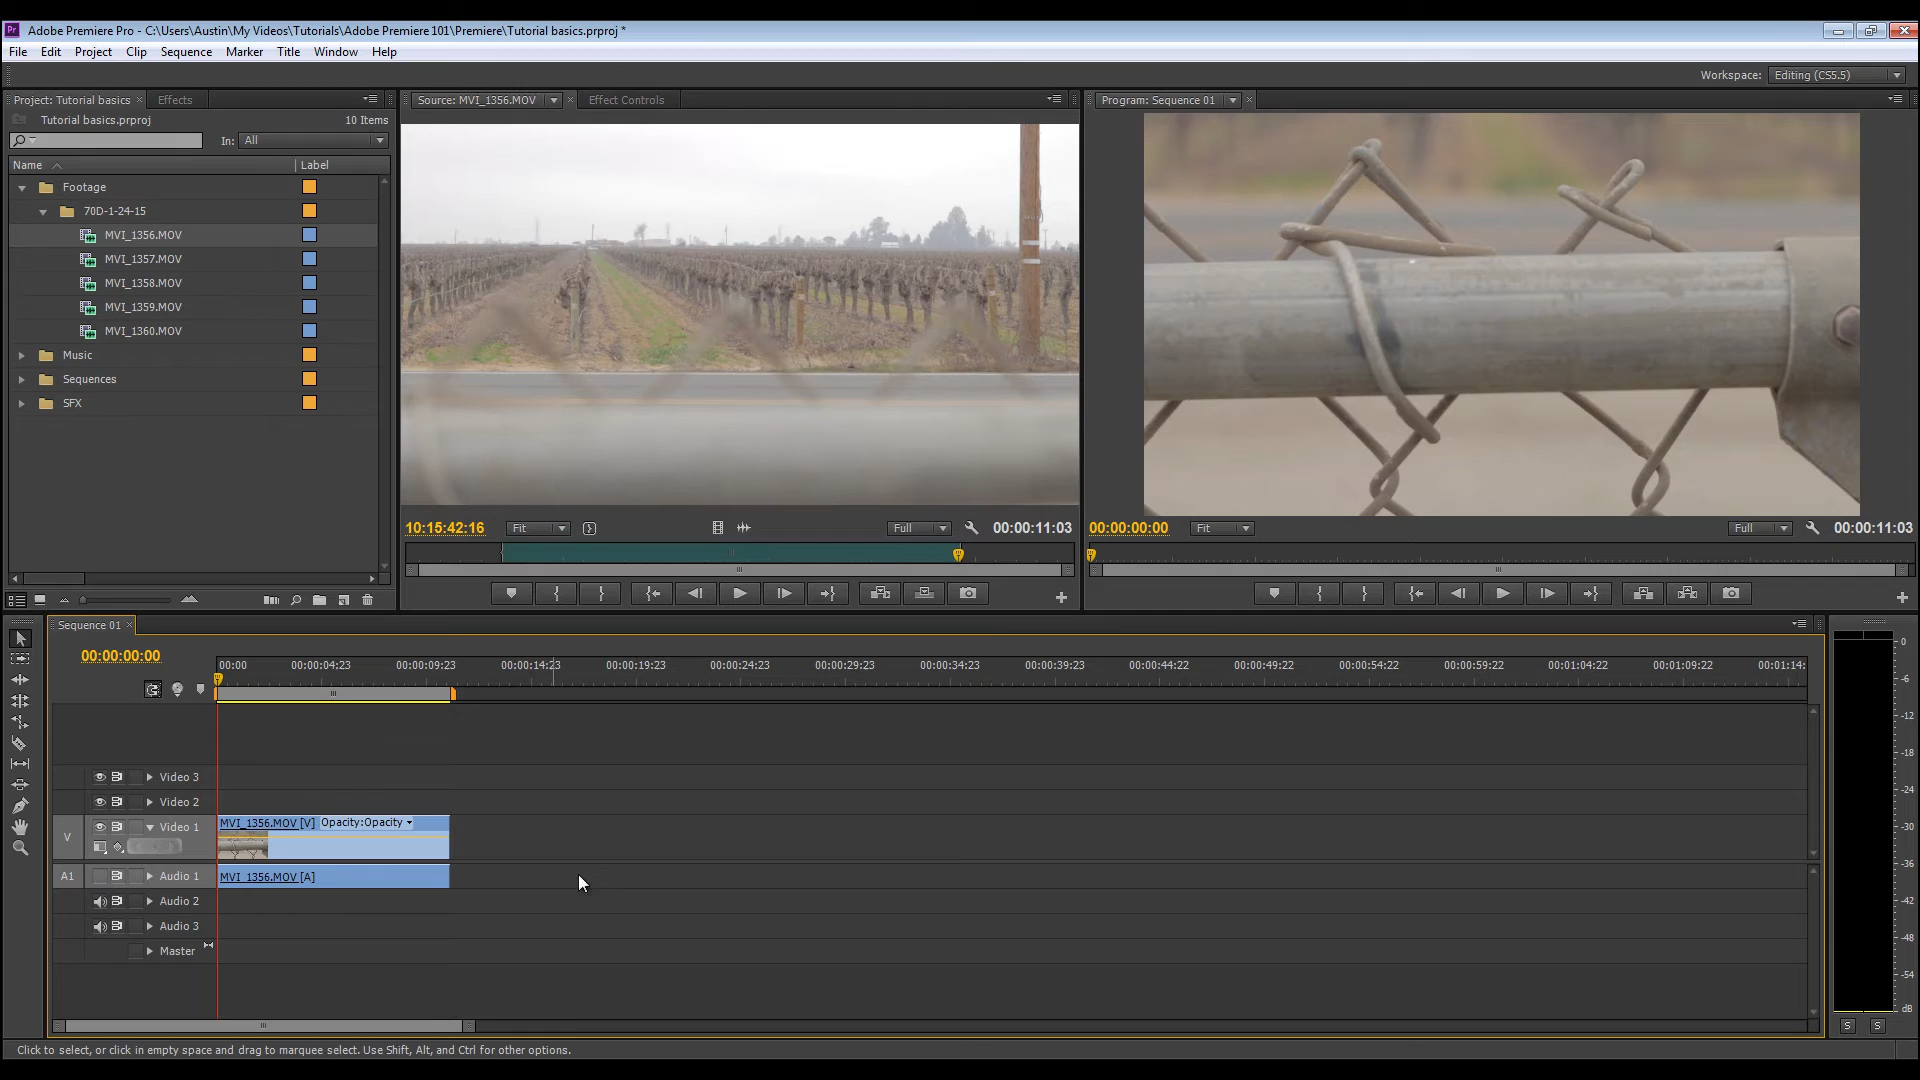 Adobe Premiere Pro - C:\Users\Austin\My Videos\Tutorials\Adobe Premiere 101\Premiere\Tutorial basics.prproj *
File Edit Project Clip Sequence Marker Title Window Help
Workspace: Editing (CS5.5)
Project: Tutorial basics Effects
Source: MVI_1356.MOV Effect Controls
Program: Sequence 01
Tutorial basics.prproj 10 Items
In: All
Name Label
Footage
70D-1-24-15
MVI_1356.MOV
MVI_1357.MOV
MVI_1358.MOV
MVI_1359.MOV
MVI_1360.MOV
Music
Sequences
SFX
10:15:42:16 Fit Full 00:00:11:03
00:00:00:00 Fit Full 00:00:11:03
Sequence 01
00:00:00:00
00:00 00:00:04:23 00:00:09:23 00:00:14:23 00:00:19:23 00:00:24:23 00:00:29:23 00:00:34:23 00:00:39:23 00:00:44:22 00:00:49:22 00:00:54:22 00:00:59:22 00:01:04:22 00:01:09:22 00:01:14:
Video 3
Video 2
V Video 1 MVI_1356.MOV [V] Opacity:Opacity
A1 Audio 1 MVI_1356.MOV [A]
Audio 2
Audio 3
Master
0
-6
-12
-18
-24
-30
-36
-42
-48
-54
dB
S S
Click to select, or click in empty space and drag to marquee select. Use Shift, Alt, and Ctrl for other options.